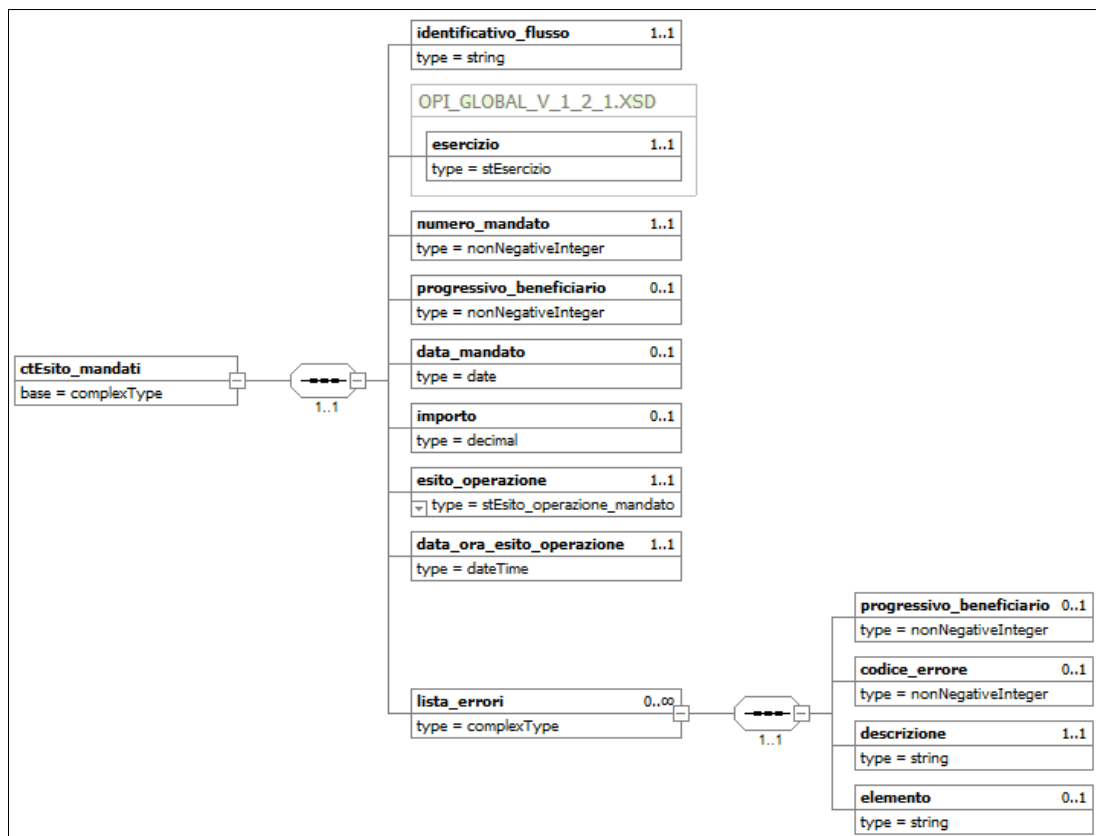 identificativo_flusso 1..1
type = string
OPI_GLOBAL_V_1_2_1.XSD
esercizio 1..1
type = stEsercizio
numero_mandato 1..1
type = nonNegativeInteger
progressivo_beneficiario 0..1
type = nonNegativeInteger
data_mandato 0..1
type = date
ctEsito_mandati
base = complexType
1..1
importo 0..1
type = decimal
esito_operazione 1..1
type = stEsito_operazione_mandato
data_ora_esito_operazione 1..1
type = dateTime
lista_errori 0..∞
type = complexType
1..1
progressivo_beneficiario 0..1
type = nonNegativeInteger
codice_errore 0..1
type = nonNegativeInteger
descrizione 1..1
type = string
elemento 0..1
type = string